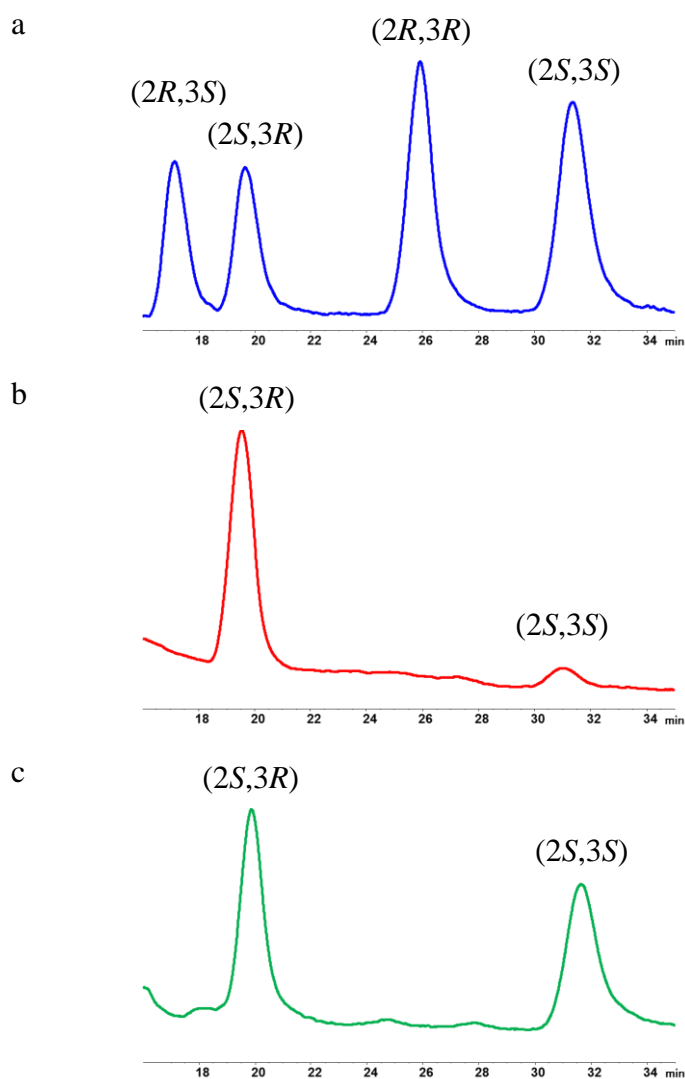 a
(2R,3R)
(2S,3S)
(2R,3S)
(2S,3R)
18 20 22 24 26 28 30 32 34 min
b
(2S,3R)
(2S,3S)
18 20 22 24 26 28 30 32 34 min
c
(2S,3R)
(2S,3S)
18 20 22 24 26 28 30 32 34 min